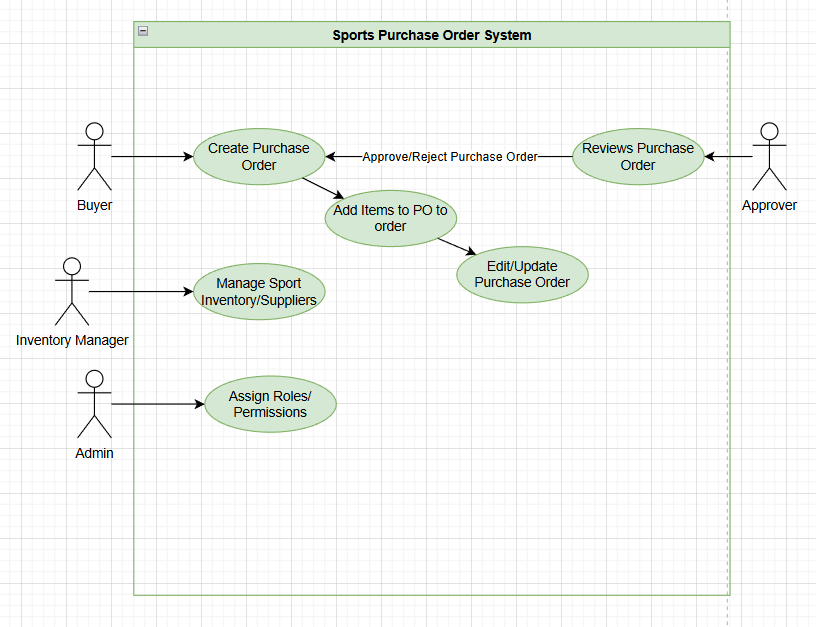 Sports Purchase Order System
Create Purchase
Order
Approve/Reject Purchase Order
Reviews Purchase
Order
Buyer
Approver
Add Items to PO to
order
Edit/Update
Purchase Order
Manage Sport
Inventory/Suppliers
Inventory Manager
Assign Roles/
Permissions
Admin